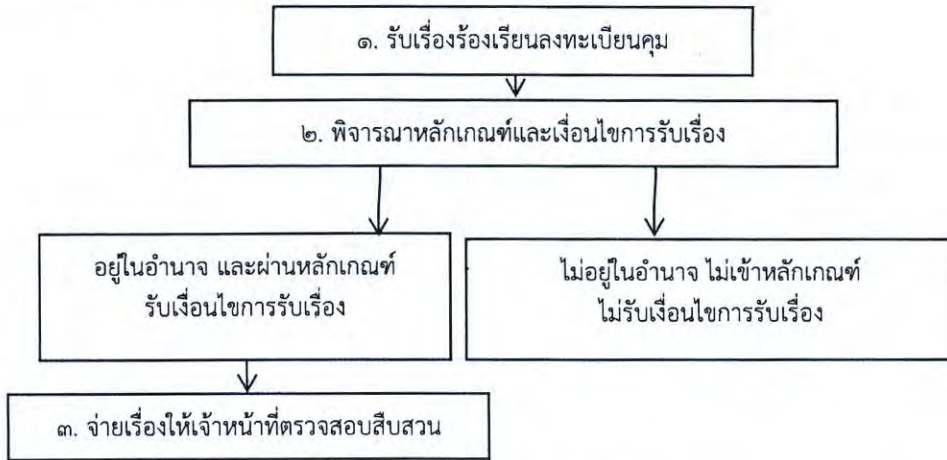 ๑. รับเรื่องร้องเรียนลงทะเบียนคุม
๒. พิจารณาหลักเกณฑ์และเงื่อนไขการรับเรื่อง
อยู่ในอำนาจ และผ่านหลักเกณฑ์
รับเงื่อนไขการรับเรื่อง
ไม่อยู่ในอำนาจ ไม่เข้าหลักเกณฑ์
ไม่รับเงื่อนไขการรับเรื่อง
๓. จ่ายเรื่องให้เจ้าหน้าที่ตรวจสอบสืบสวน